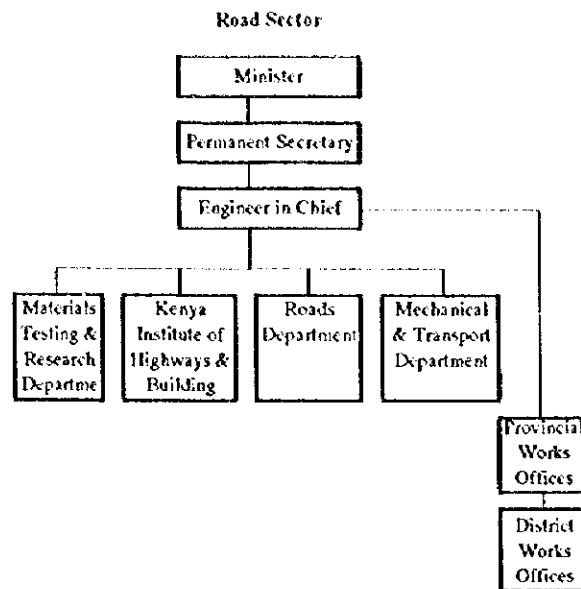 Road Sector
Minister
Permanent Secretary
Engineer in Chief
Materials
Testing &
Research
Departme
Kenya
Institute of
Highways &
Building
Roads
Department
Mechanical
& Transport
Department
Provincial
Works
Offices
District
Works
Offices